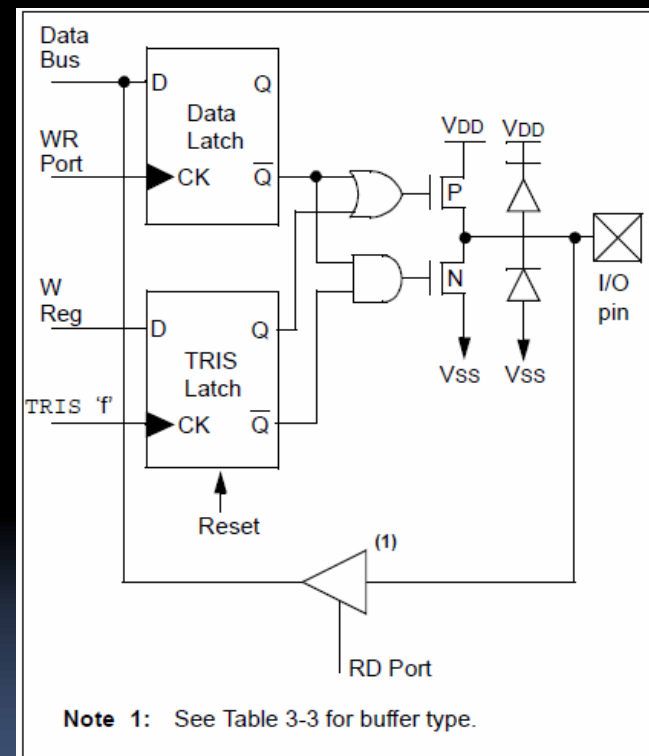 Data
Bus
D
Q
Data
Latch
WR
Port
CK
Q
VDD
VDD
P
N
I/O
pin
W
Reg
D
Q
TRIS
Latch
VSS
VSS
TRIS 'f'
CK
Q
Reset
(1)
RD Port
Note 1: See Table 3-3 for buffer type.